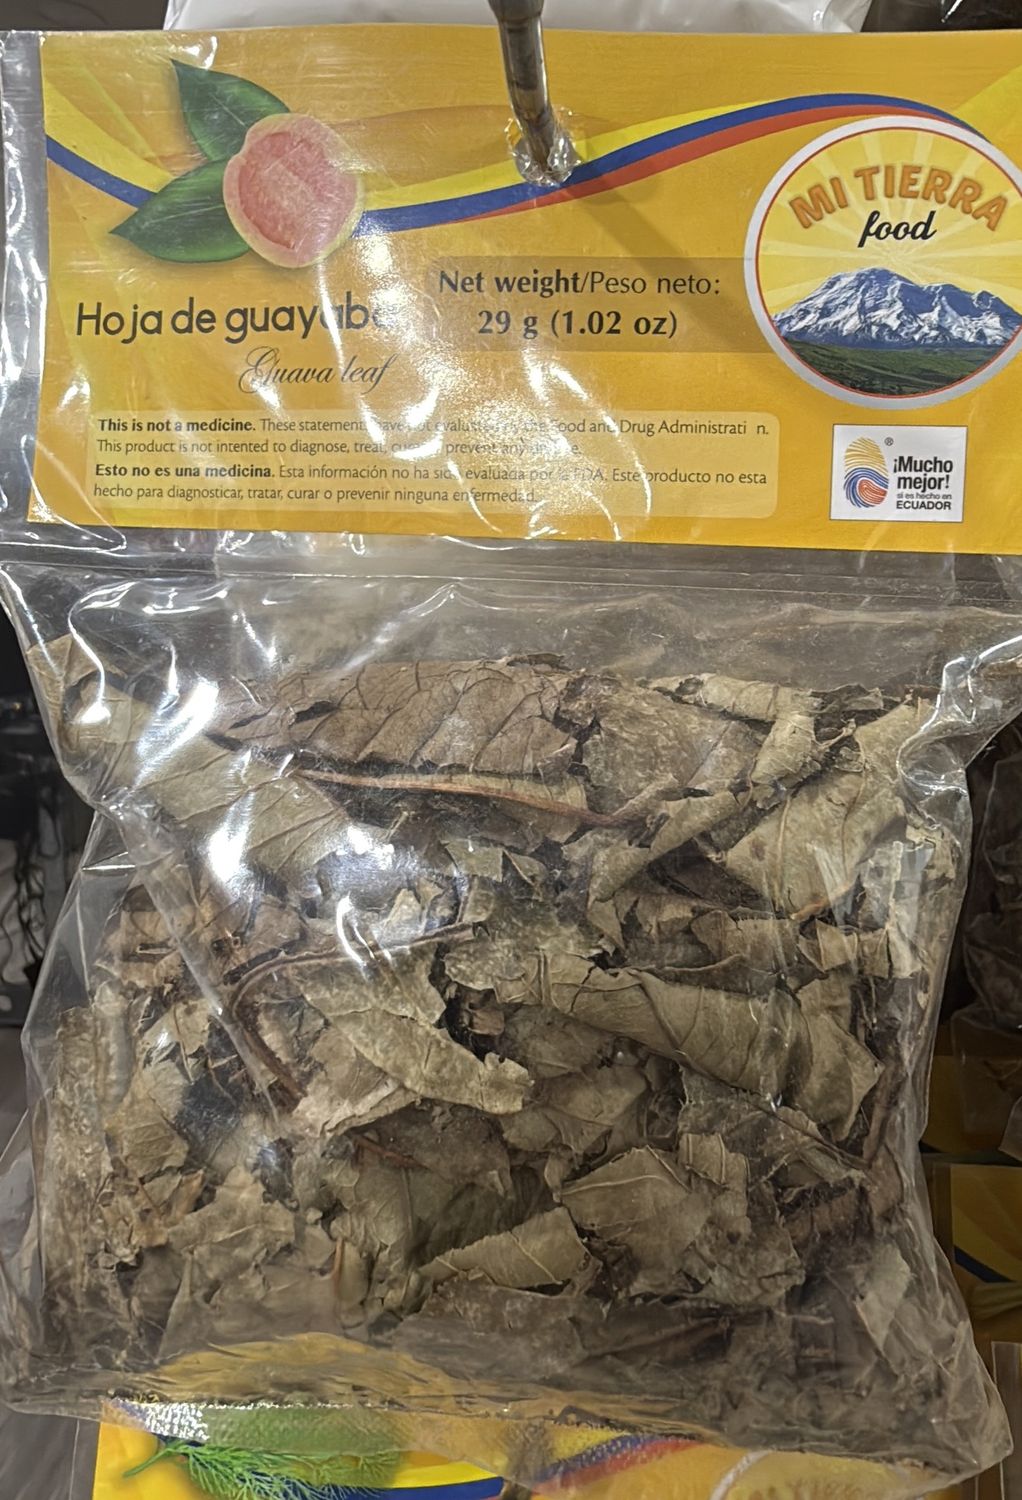 MI TIERRA
food
Net weight/Peso neto:
29 g (1.02 oz)
Hoja de guayaba
Guava leaf
This is not a medicine. These statement have not evaluated by the Food and Drug Administrati n.
This product is not intented to diagnose, treat, cure or prevent any
Esto no es una medicina. Esta información no ha sido evaluada por la FDA. Este producto no esta
hecho para diagnosticar, tratar, curar o prevenir ninguna enfermedad.
®
¡Mucho
mejor!
si es hecho en
ECUADOR